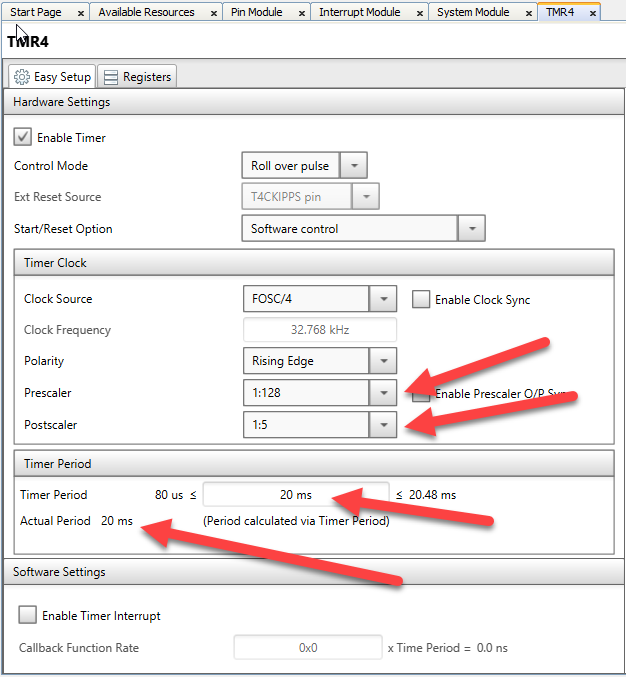 Start Page x Available Resources x Pin Module x Interrupt Module x System Module x TMR4 x
TMR4
Easy Setup Registers
Hardware Settings
Enable Timer
Control Mode Roll over pulse
Ext Reset Source T4CKIPPS pin
Start/Reset Option Software control
Timer Clock
Clock Source FOSC/4 Enable Clock Sync
Clock Frequency 32.768 kHz
Polarity Rising Edge
Prescaler 1:128 Enable Prescaler O/P
Postscaler 1:5
Timer Period
Timer Period 80 us ≤ 20 ms ≤ 20.48 ms
Actual Period 20 ms (Period calculated via Timer Period)
Software Settings
Enable Timer Interrupt
Callback Function Rate 0x0 x Time Period = 0.0 ns